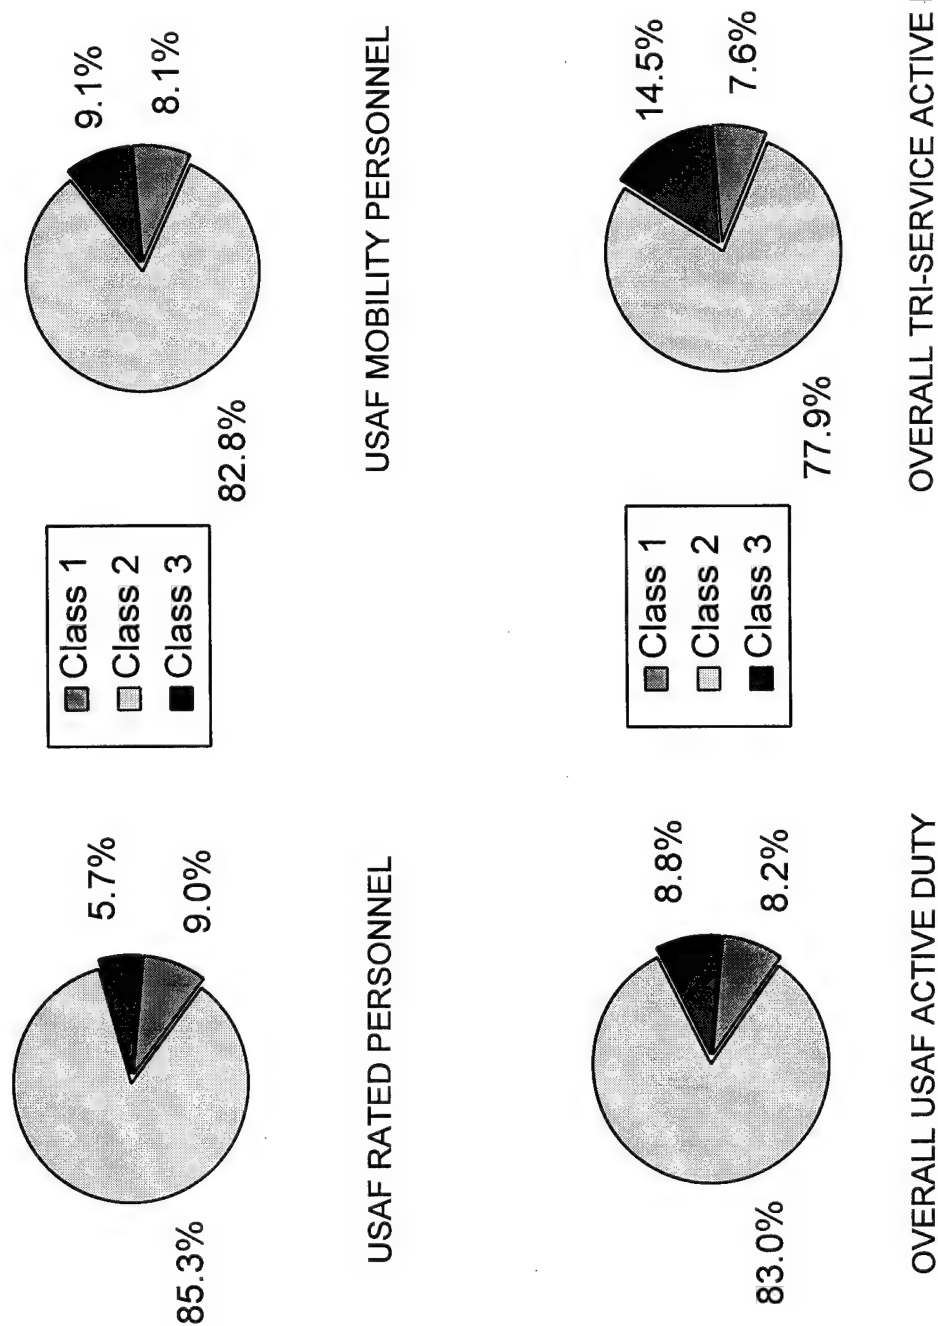 85.3%
5.7%
9.0%
USAF RATED PERSONNEL
Class 1
Class 2
Class 3
82.8%
9.1%
8.1%
USAF MOBILITY PERSONNEL
83.0%
8.8%
8.2%
OVERALL USAF ACTIVE DUTY
Class 1
Class 2
Class 3
77.9%
14.5%
7.6%
OVERALL TRI-SERVICE ACTIVE